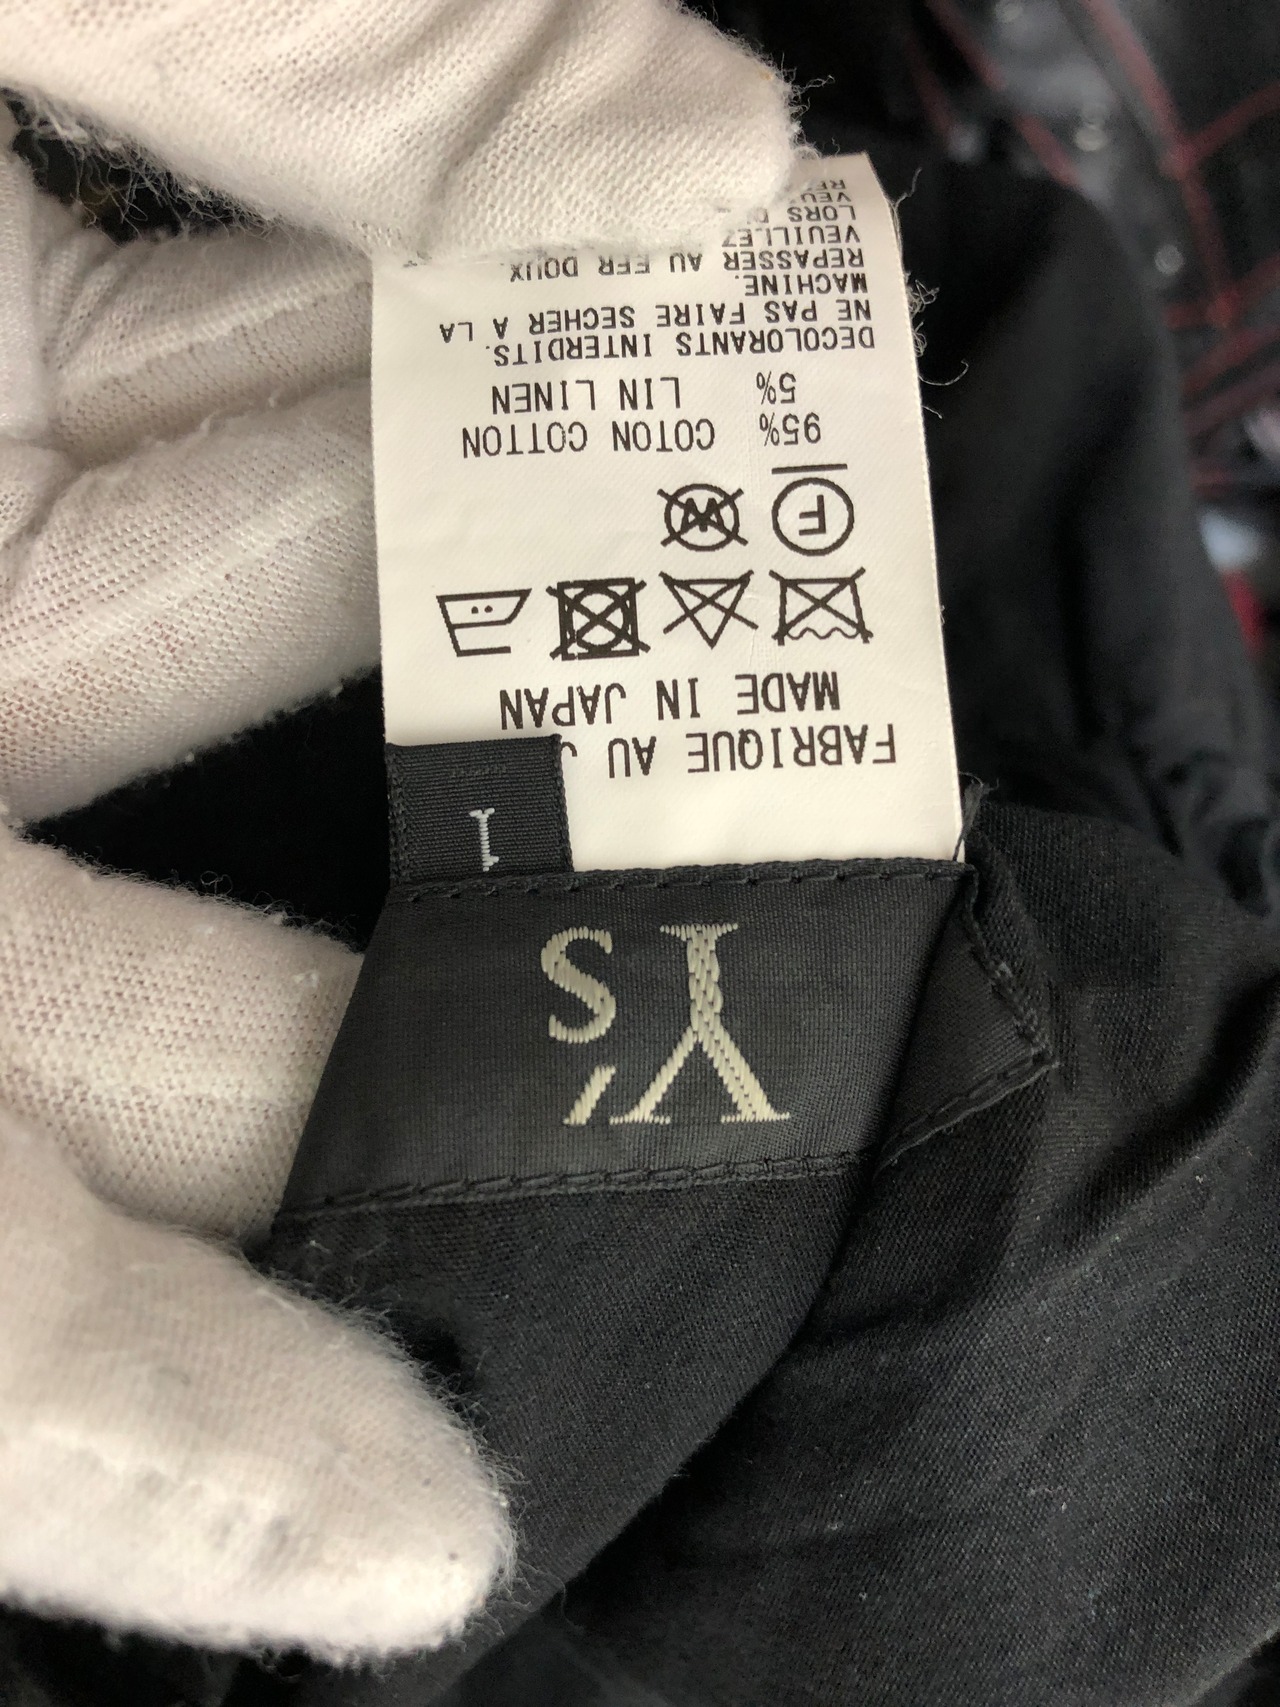 Y's
1
FABRIQUE AU J
MADE IN JAPAN
F W
95% COTON COTTON
5% LIN LINEN
DECOLORANTS INTERDITS.
NE PAS FAIRE SECHER A LA
MACHINE.
REPASSER AU FER DOUX.
VEUILLEZ
LORS